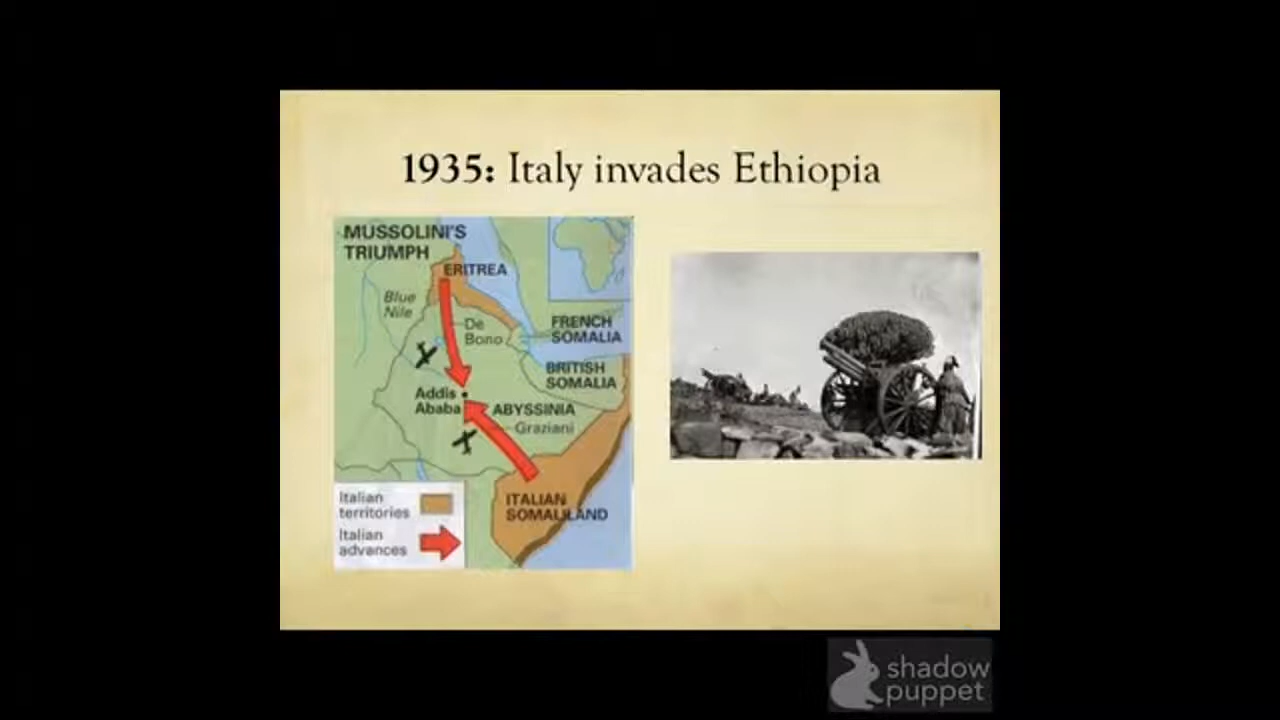 1935: Italy invades Ethiopia
MUSSOLINI'S
TRIUMPH
ERITREA
Blue
Nile
De
Bono
FRENCH
SOMALIA
BRITISH
SOMALIA
Addis
Ababa
ABYSSINIA
Graziani
ITALIAN
SOMALILAND
Italian
territories
Italian
advances
shadow
puppet